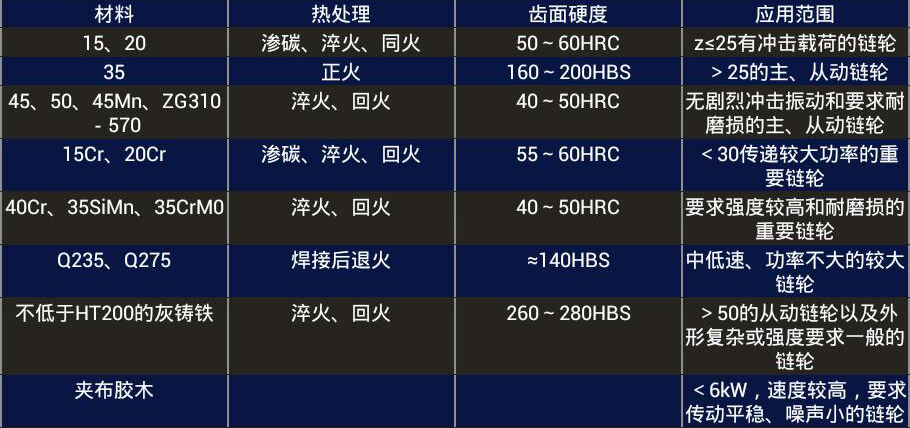 材料 热处理 齿面硬度 应用范围
15、20 渗碳、淬火、同火 50～60HRC z≤25有冲击载荷的链轮
35 正火 160～200HBS ＞25的主、从动链轮
45、50、45Mn、ZG310 淬火、回火 40～50HRC 无剧烈冲击振动和要求耐
- 570 磨损的主、从动链轮
15Cr、20Cr 渗碳、淬火、回火 55～60HRC ＜30传递较大功率的重
要链轮
40Cr、35SiMn、35CrM0 淬火、回火 40～50HRC 要求强度较高和耐磨损的
重要链轮
Q235、Q275 焊接后退火 ≈140HBS 中低速、功率不大的较大
链轮
不低于HT200的灰铸铁 淬火、回火 260～280HBS ＞50的从动链轮以及外
形复杂或强度要求一般的
链轮
夹布胶木 ＜6kW，速度较高，要求
传动平稳、噪声小的链轮